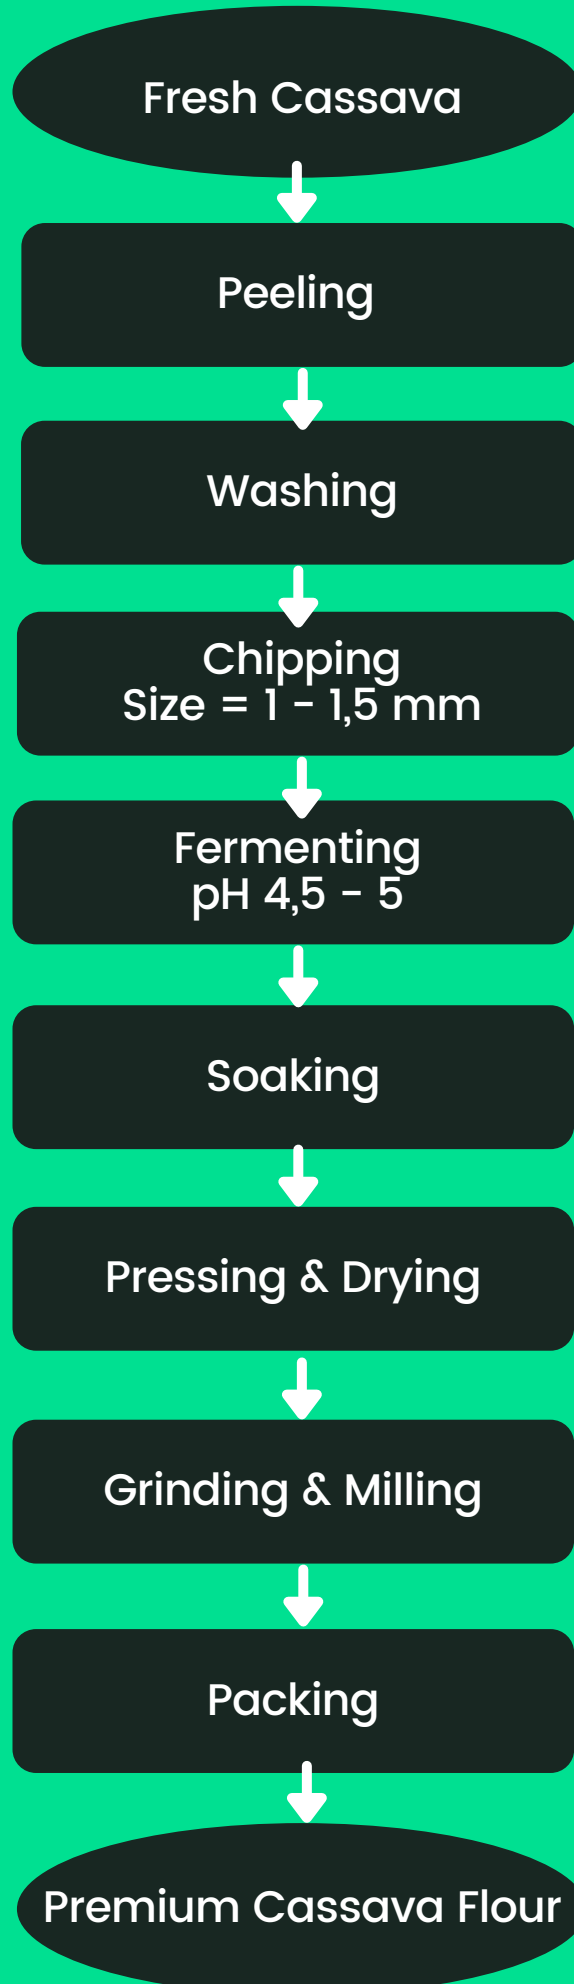 Fresh Cassava
Peeling
Washing
Chipping
Size = 1 - 1,5 mm
Fermenting
pH 4,5 - 5
Soaking
Pressing & Drying
Grinding & Milling
Packing
Premium Cassava Flour